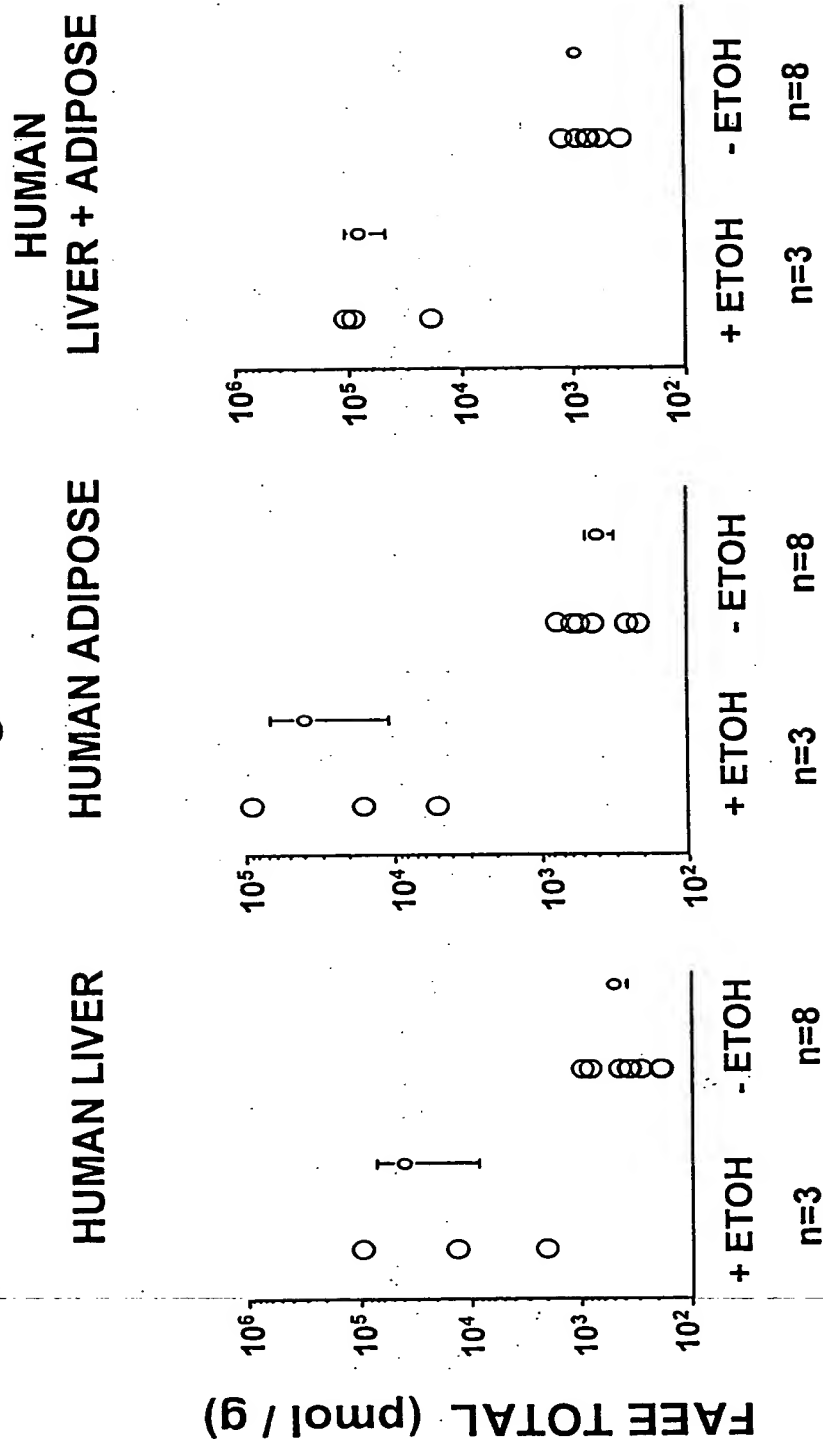 FAEE TOTAL (pmol / g)
HUMAN LIVER
10⁶
10⁵
10⁴
10³
10²
+ ETOH - ETOH
n=3 n=8
HUMAN ADIPOSE
10⁵
10⁴
10³
10²
+ ETOH - ETOH
n=3 n=8
HUMAN
LIVER + ADIPOSE
10⁶
10⁵
10⁴
10³
10²
+ ETOH - ETOH
n=3 n=8